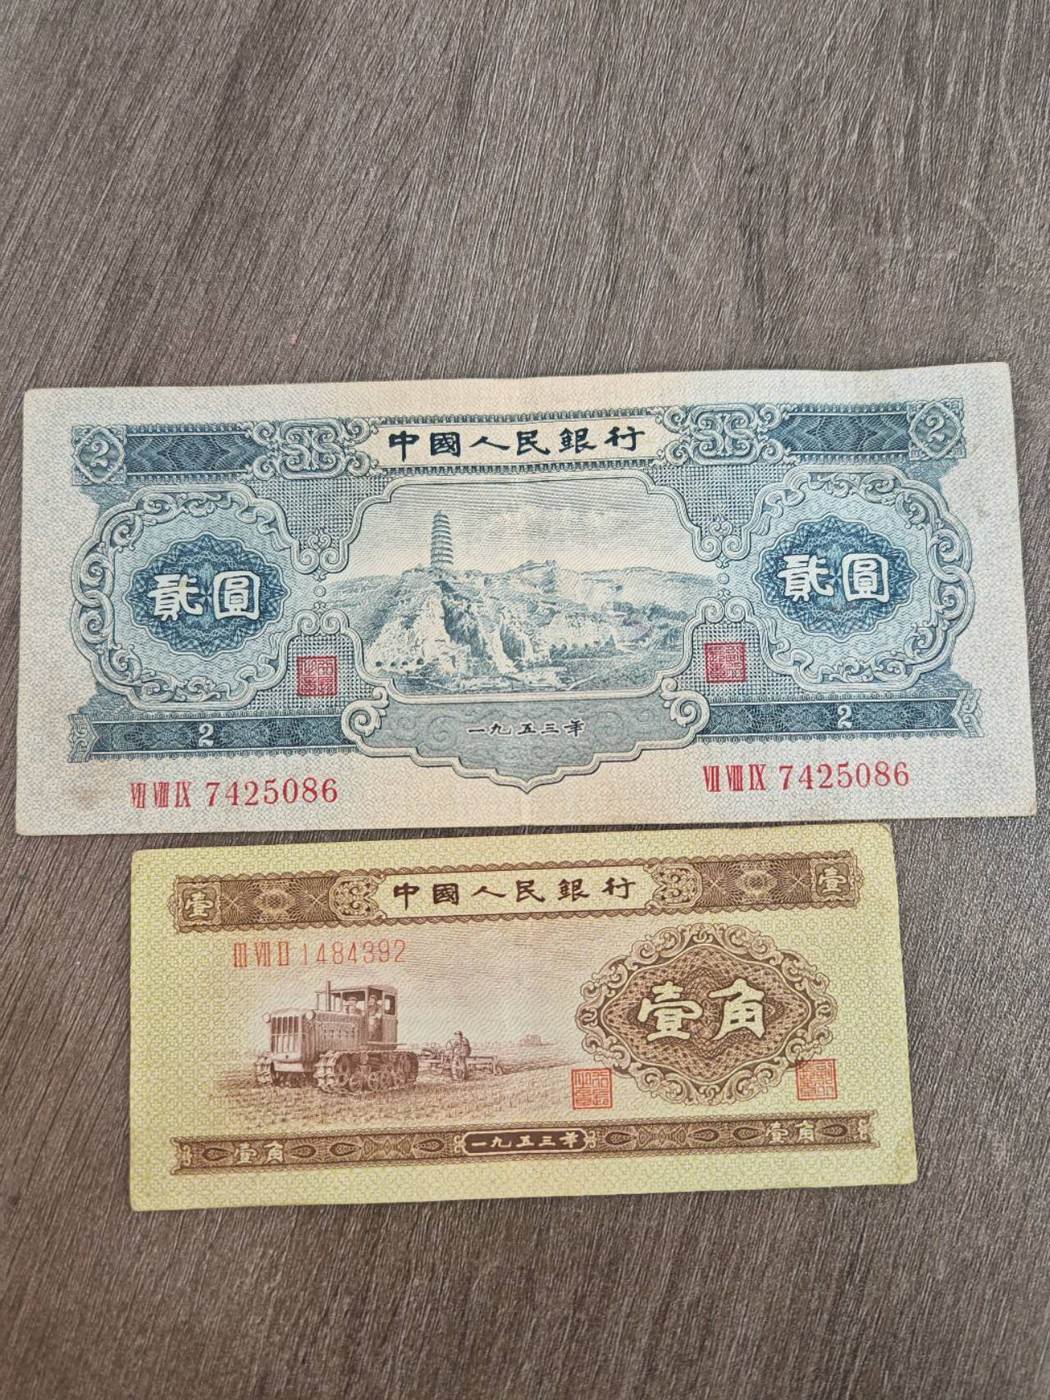 2 中國人民銀行 2
貳圓 貳圓
一九五三年
2 2
VII VIII IX 7425086 VII VIII IX 7425086
壹 中國人民銀行 壹
III VII II 1484392
壹角
壹角 一九五三年 壹角